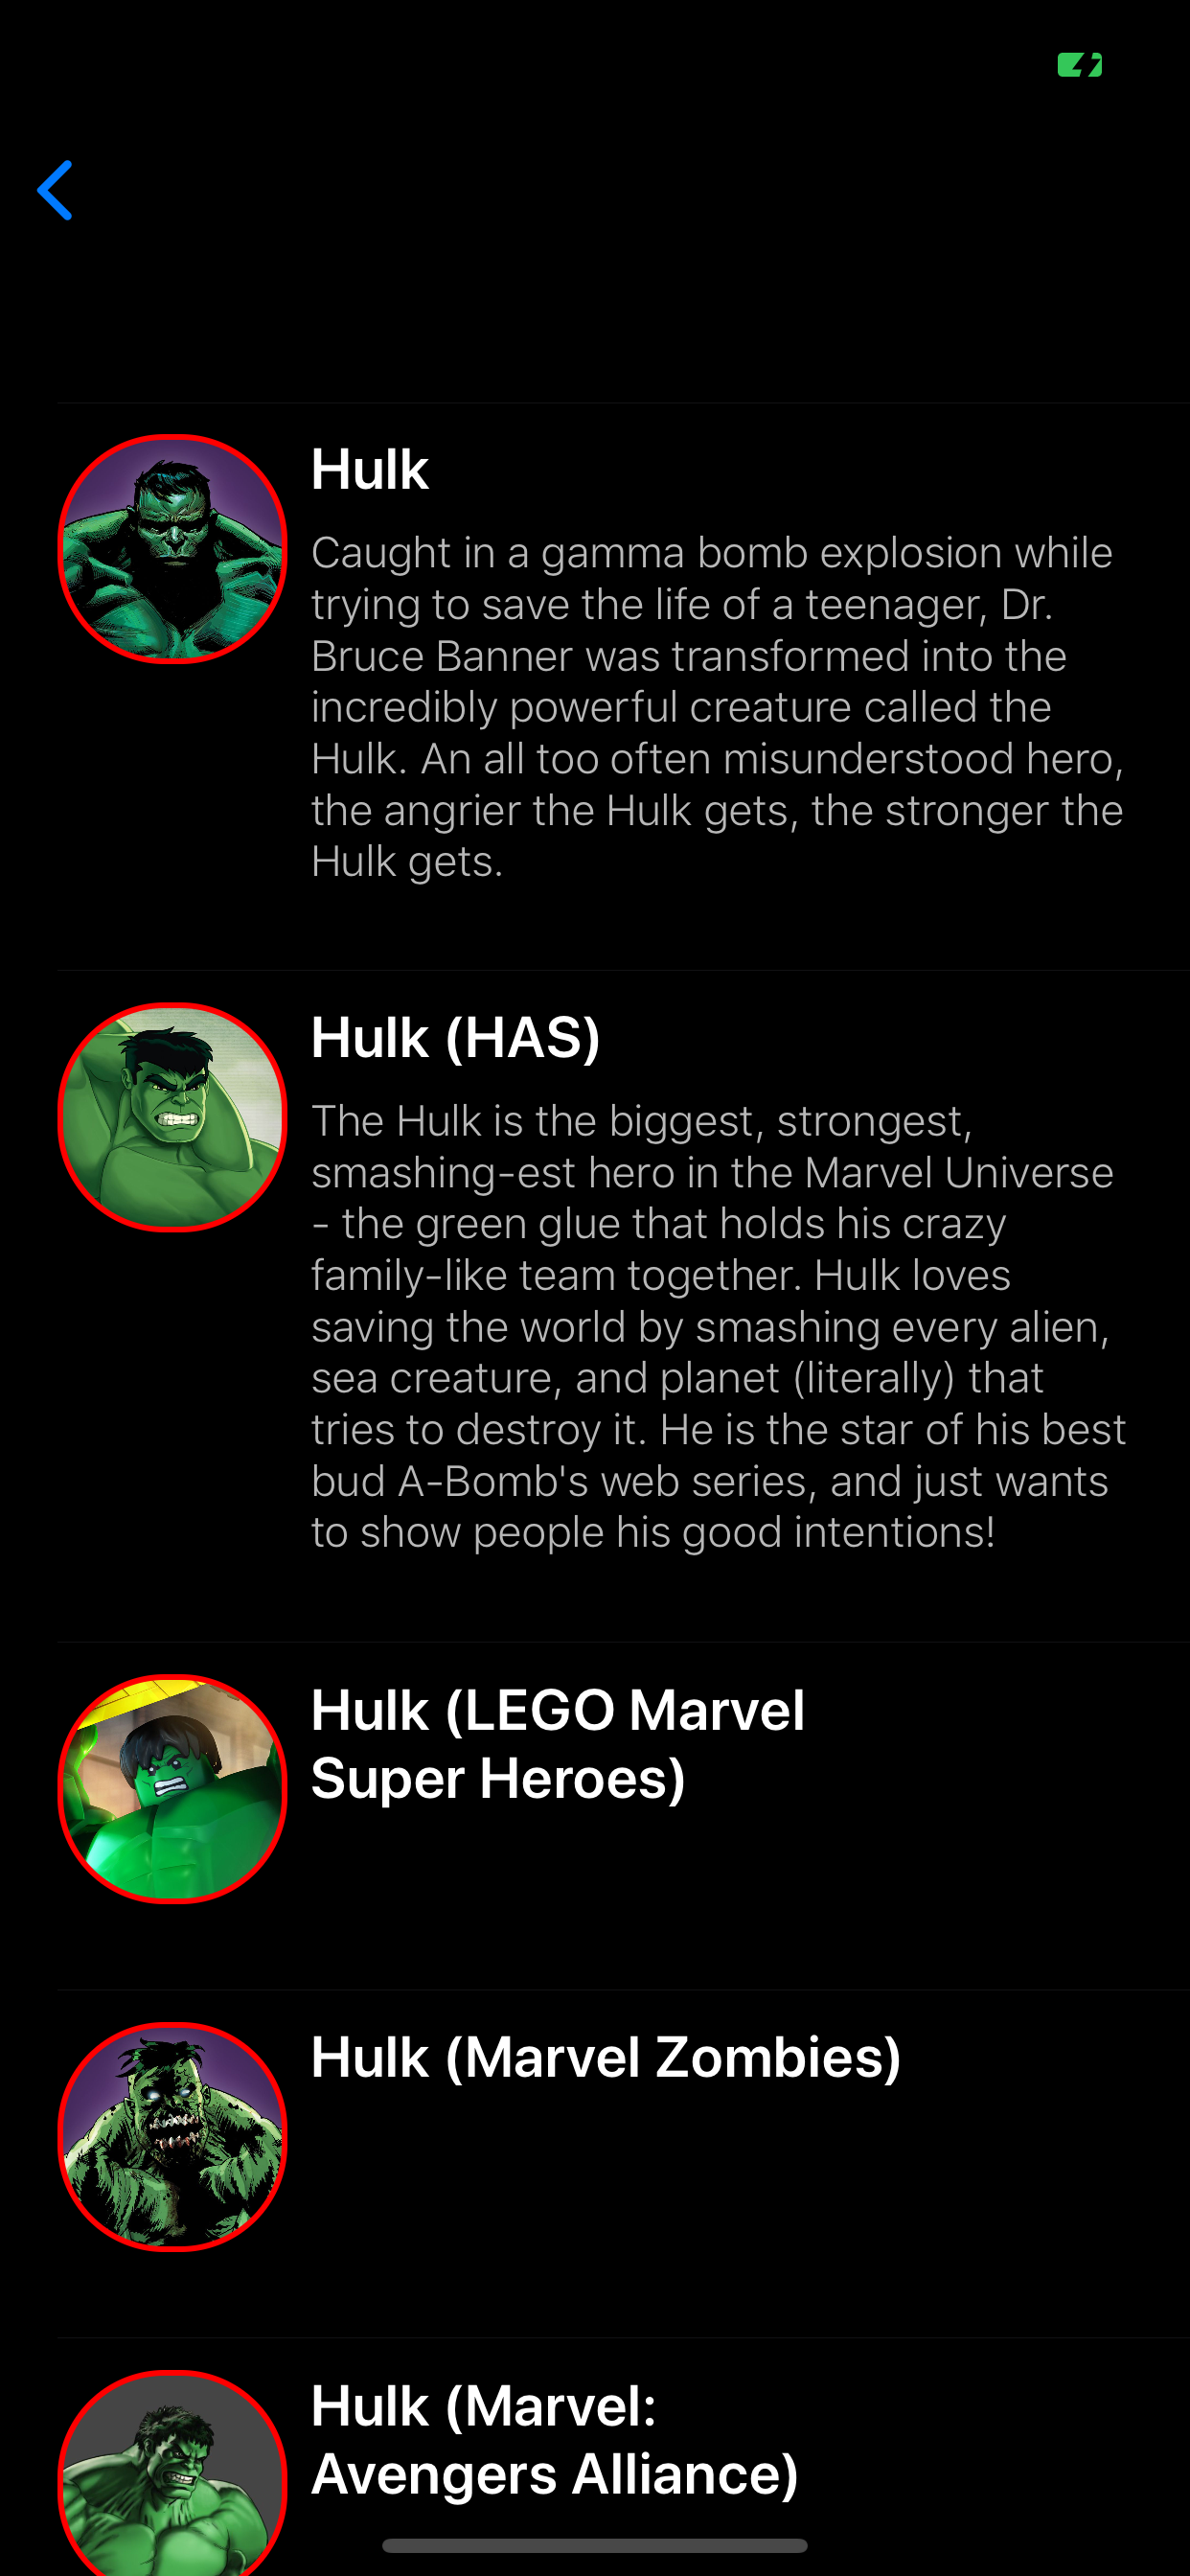 Hulk
Caught in a gamma bomb explosion while
trying to save the life of a teenager, Dr.
Bruce Banner was transformed into the
incredibly powerful creature called the
Hulk. An all too often misunderstood hero,
the angrier the Hulk gets, the stronger the
Hulk gets.
Hulk (HAS)
The Hulk is the biggest, strongest,
smashing-est hero in the Marvel Universe
- the green glue that holds his crazy
family-like team together. Hulk loves
saving the world by smashing every alien,
sea creature, and planet (literally) that
tries to destroy it. He is the star of his best
bud A-Bomb's web series, and just wants
to show people his good intentions!
Hulk (LEGO Marvel
Super Heroes)
Hulk (Marvel Zombies)
Hulk (Marvel:
Avengers Alliance)